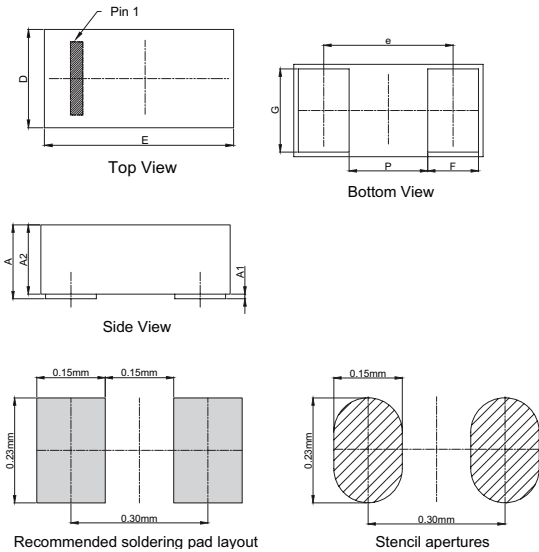 Pin 1
D
E
Top View
e
G
P
F
Bottom View
A
A2
A1
Side View
0.15mm
0.15mm
0.23mm
0.30mm
Recommended soldering pad layout
0.15mm
0.23mm
0.30mm
Stencil apertures